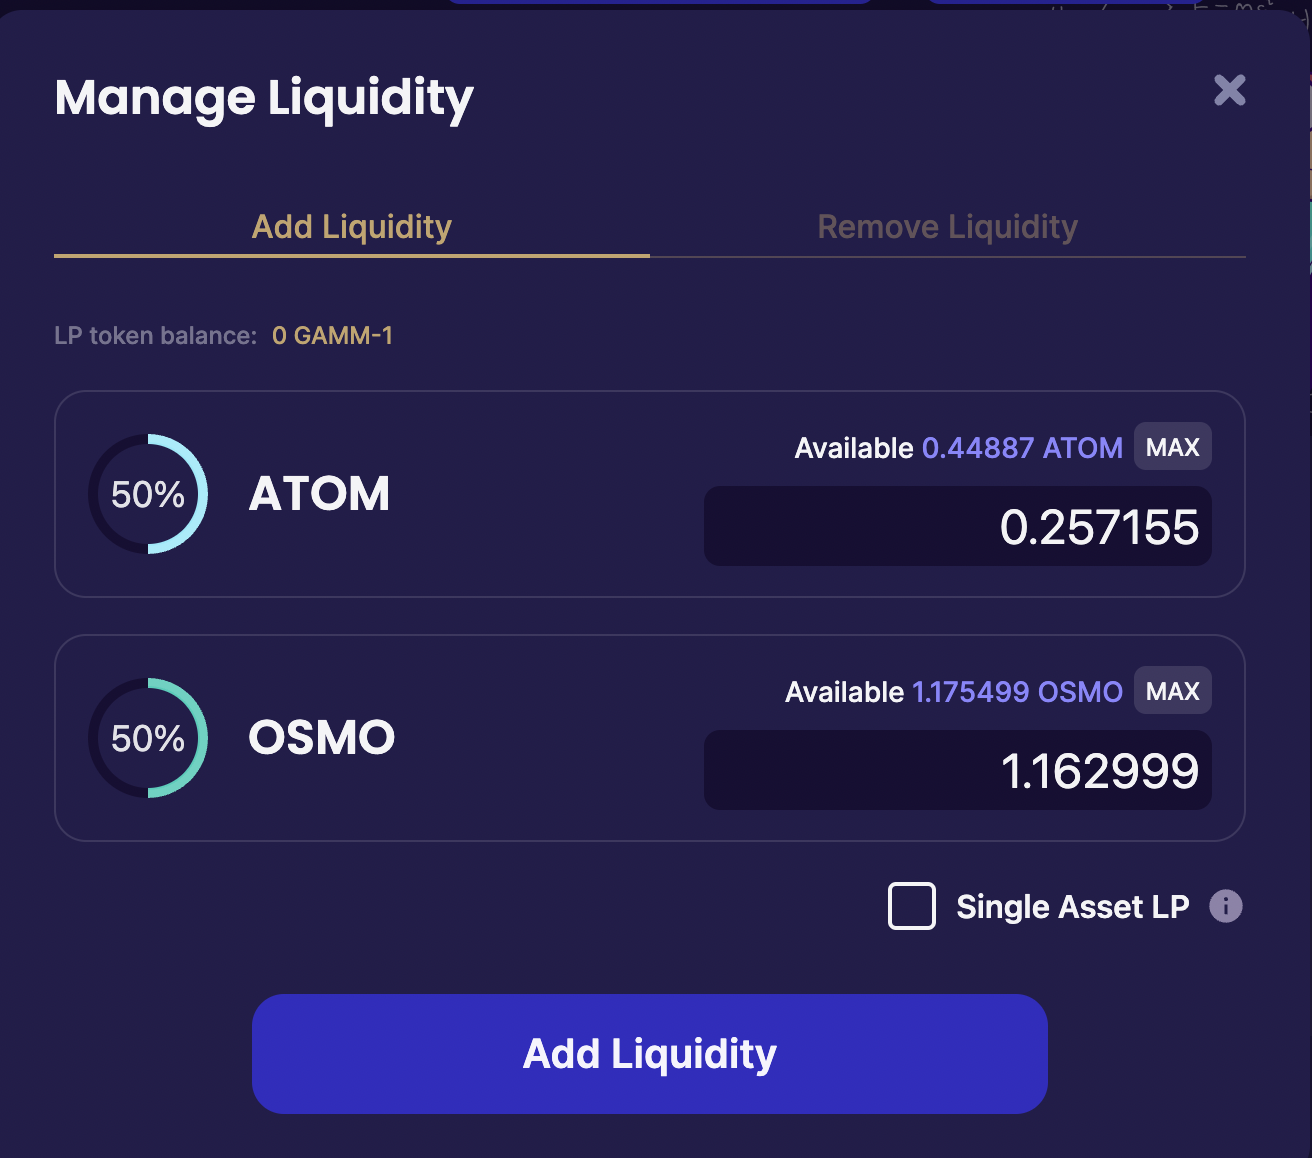 Manage Liquidity
Add Liquidity
Remove Liquidity
LP token balance: 0 GAMM-1
50%
ATOM
Available 0.44887 ATOM MAX
0.257155
50%
OSMO
Available 1.175499 OSMO MAX
1.162999
Single Asset LP
Add Liquidity